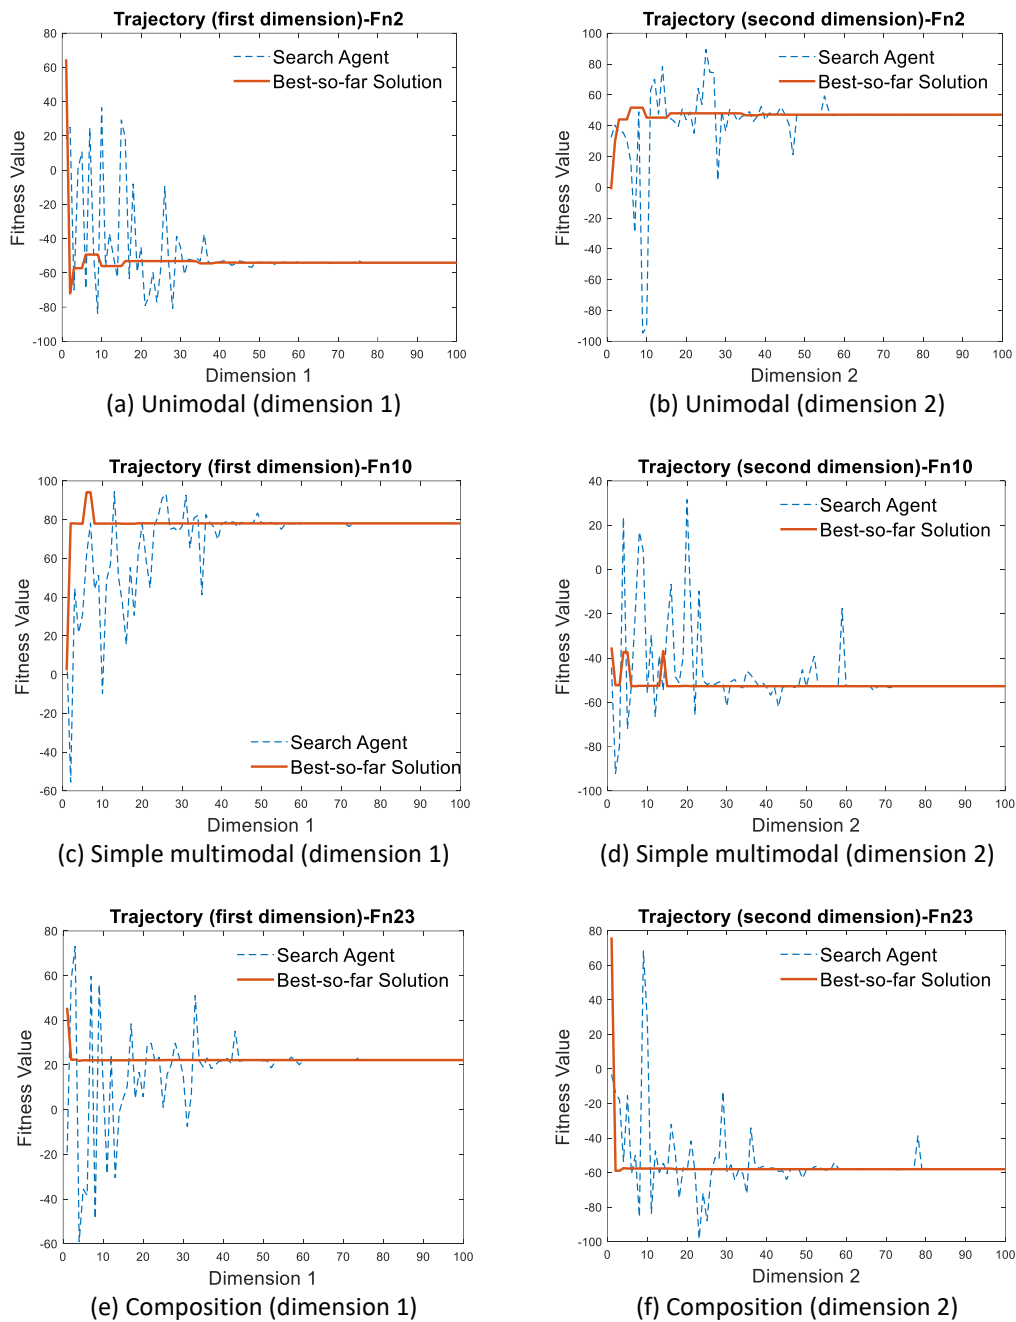 Trajectory (first dimension)-Fn2
80
60
40
20
0
-20
-40
-60
-80
-100
Fitness Value
Search Agent
Best-so-far Solution
0 10 20 30 40 50 60 70 80 90 100
Dimension 1
(a) Unimodal (dimension 1)
Trajectory (second dimension)-Fn2
100
80
60
40
20
0
-20
-40
-60
-80
-100
Fitness Value
Search Agent
Best-so-far Solution
0 10 20 30 40 50 60 70 80 90 100
Dimension 2
(b) Unimodal (dimension 2)
Trajectory (first dimension)-Fn10
100
80
60
40
20
0
-20
-40
-60
Fitness Value
Search Agent
Best-so-far Solution
0 10 20 30 40 50 60 70 80 90 100
Dimension 1
(c) Simple multimodal (dimension 1)
Trajectory (second dimension)-Fn10
40
20
0
-20
-40
-60
-80
-100
Fitness Value
Search Agent
Best-so-far Solution
0 10 20 30 40 50 60 70 80 90 100
Dimension 2
(d) Simple multimodal (dimension 2)
Trajectory (first dimension)-Fn23
80
60
40
20
0
-20
-40
-60
Fitness Value
Search Agent
Best-so-far Solution
0 10 20 30 40 50 60 70 80 90 100
Dimension 1
(e) Composition (dimension 1)
Trajectory (second dimension)-Fn23
80
60
40
20
0
-20
-40
-60
-80
-100
Fitness Value
Search Agent
Best-so-far Solution
0 10 20 30 40 50 60 70 80 90 100
Dimension 2
(f) Composition (dimension 2)